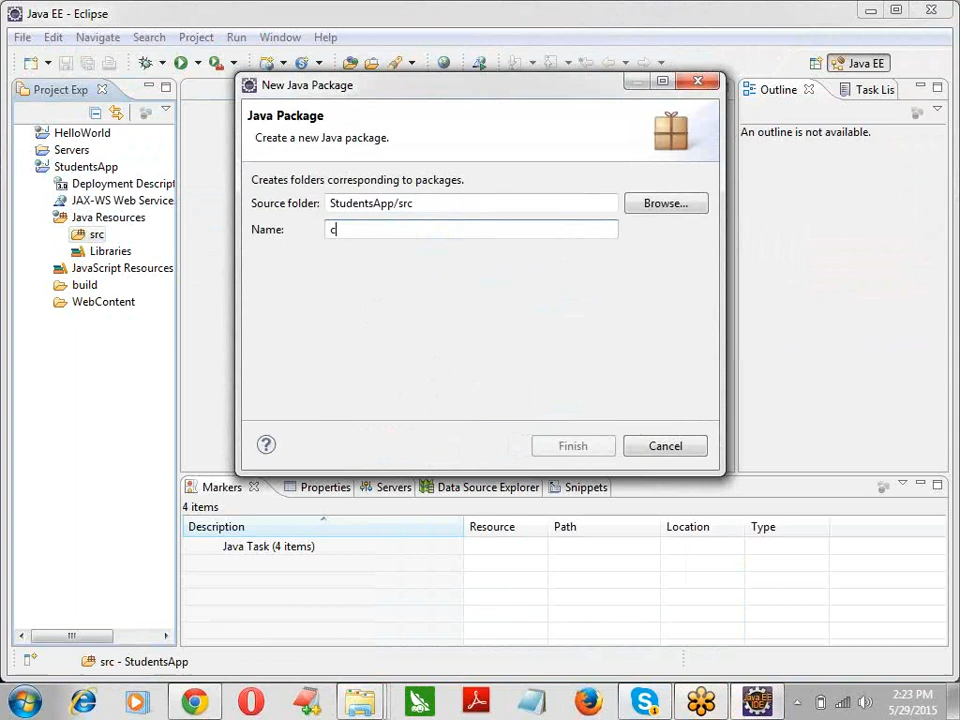 Java EE - Eclipse
File Edit Navigate Search Project Run Window Help
Java EE
Project Exp
HelloWorld
Servers
StudentsApp
Deployment Descript
JAX-WS Web Service
Java Resources
src
Libraries
JavaScript Resources
build
WebContent
New Java Package
Java Package
Create a new Java package.
Creates folders corresponding to packages.
Source folder: StudentsApp/src Browse...
Name: c
? Finish Cancel
Outline Task Lis
An outline is not available.
Markers Properties Servers Data Source Explorer Snippets
4 items
Description Resource Path Location Type
Java Task (4 items)
src - StudentsApp
Java EE
IDE
2:23 PM
5/29/2015